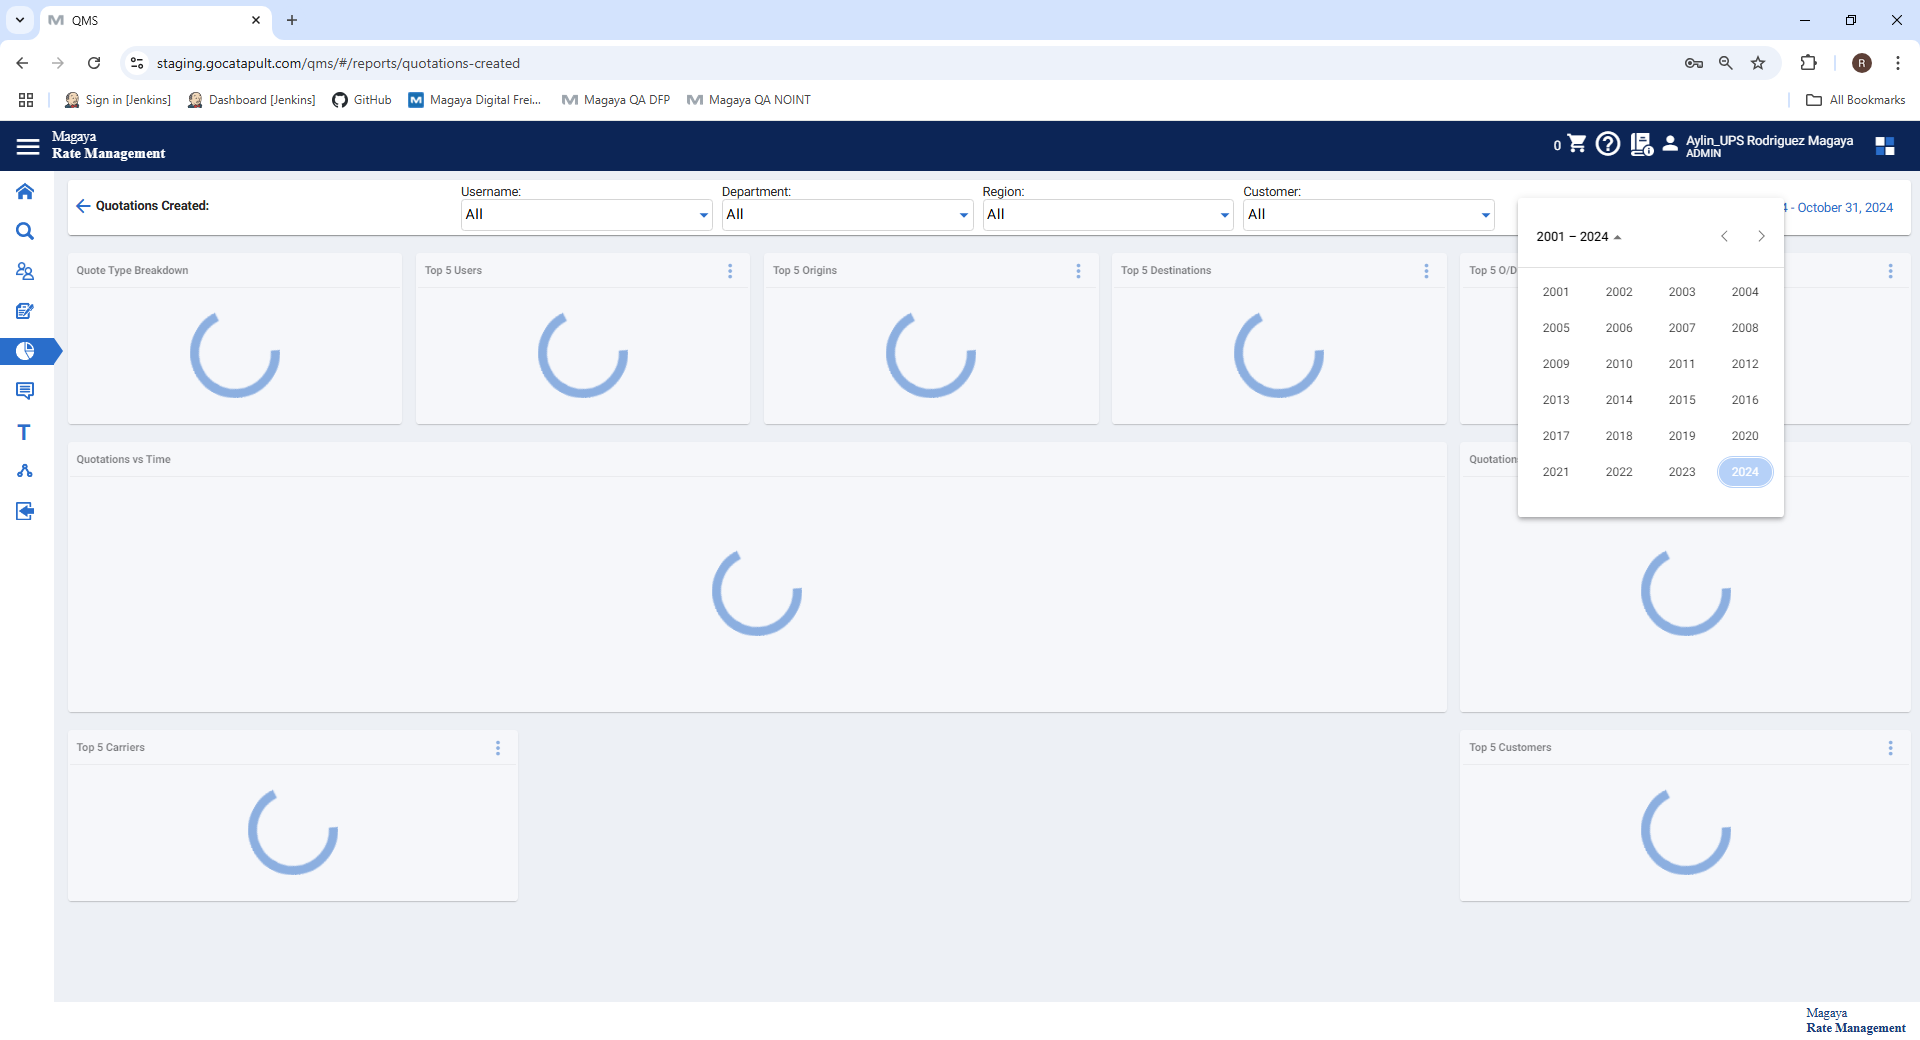 QMS
staging.gocatapult.com/qms/#/reports/quotations-created
R
Sign in [Jenkins]
Dashboard [Jenkins]
GitHub
Magaya Digital Frei...
Magaya QA DFP
Magaya QA NOINT
All Bookmarks
Magaya
Rate Management
0
Aylin_UPS Rodriguez Magaya
ADMIN
Quotations Created:
Username:
All
Department:
All
Region:
All
Customer:
All
4 - October 31, 2024
2001 – 2024
2001 2002 2003 2004
2005 2006 2007 2008
2009 2010 2011 2012
2013 2014 2015 2016
2017 2018 2019 2020
2021 2022 2023 2024
Quote Type Breakdown
Top 5 Users
Top 5 Origins
Top 5 Destinations
Top 5 O/D
Quotations vs Time
Quotations
Top 5 Carriers
Top 5 Customers
T
Magaya
Rate Management